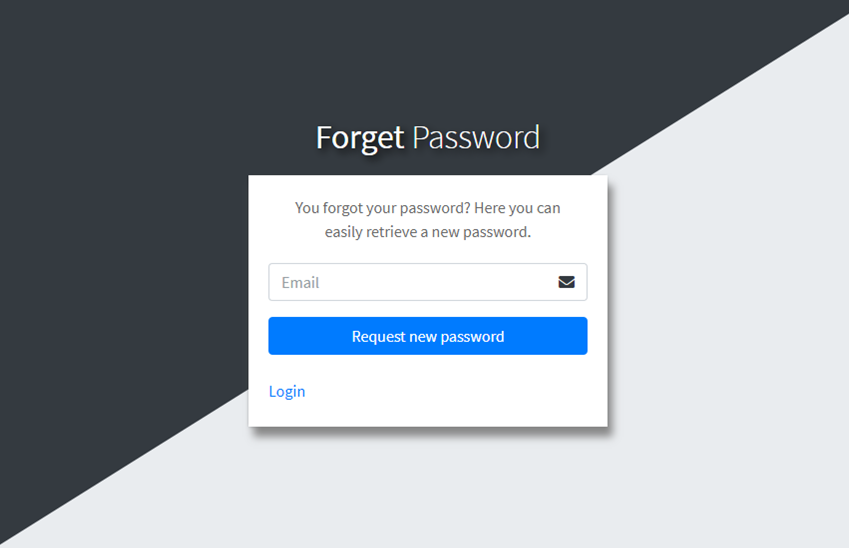 Forget Password
You forgot your password? Here you can
easily retrieve a new password.
Email
Request new password
Login